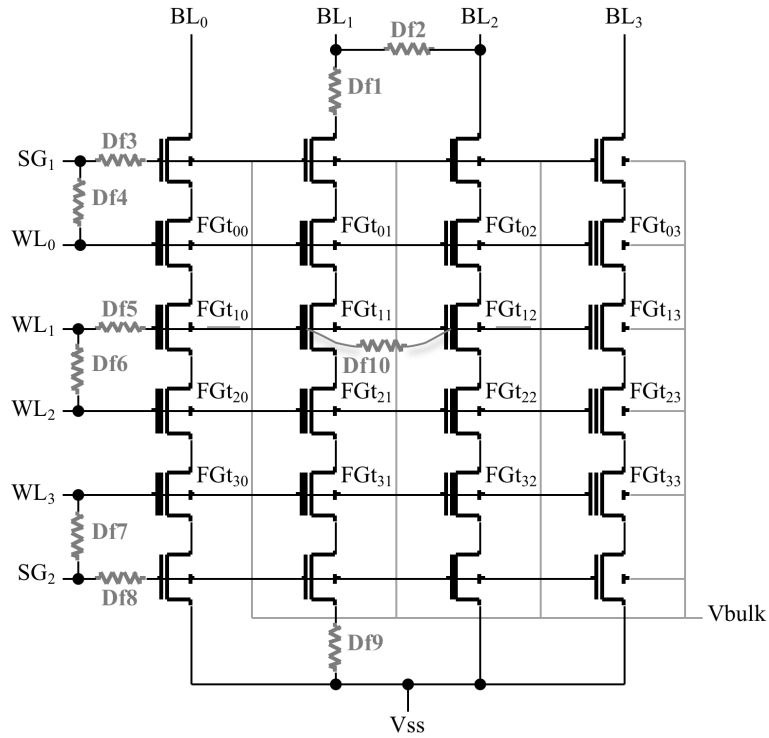 BL₀ BL₁ BL₂ BL₃
Df2
Df1
Df3
SG₁
Df4
WL₀ FGt₀₀ FGt₀₁ FGt₀₂ FGt₀₃
Df5
WL₁ FGt₁₀ FGt₁₁ FGt₁₂ FGt₁₃
Df6 Df10
WL₂ FGt₂₀ FGt₂₁ FGt₂₂ FGt₂₃
WL₃ FGt₃₀ FGt₃₁ FGt₃₂ FGt₃₃
Df7
SG₂
Df8
Vbulk
Df9
Vss